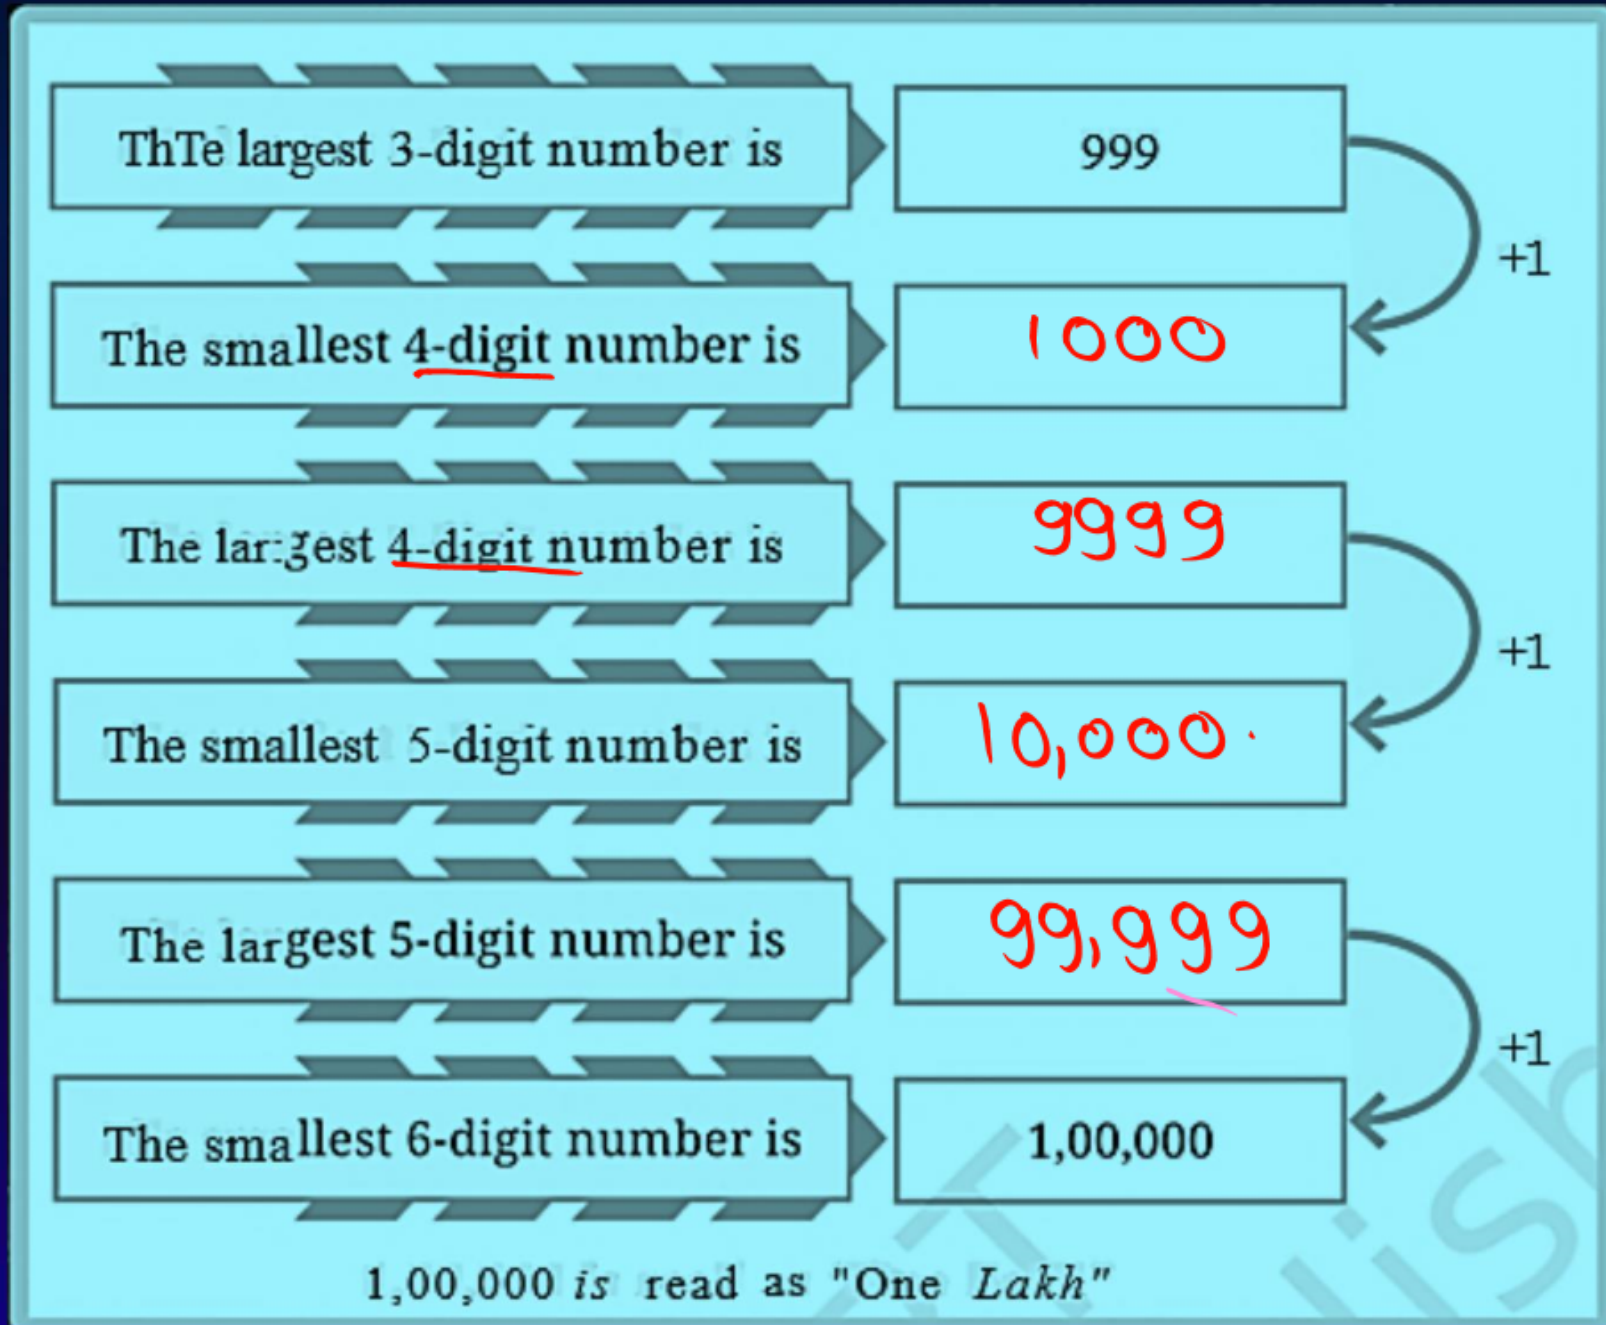 ThTe largest 3-digit number is 999
+1
The smallest 4-digit number is 1000
The largest 4-digit number is 9999
+1
The smallest 5-digit number is 10,000.
The largest 5-digit number is 99,999
+1
The smallest 6-digit number is 1,00,000
1,00,000 is read as "One Lakh"